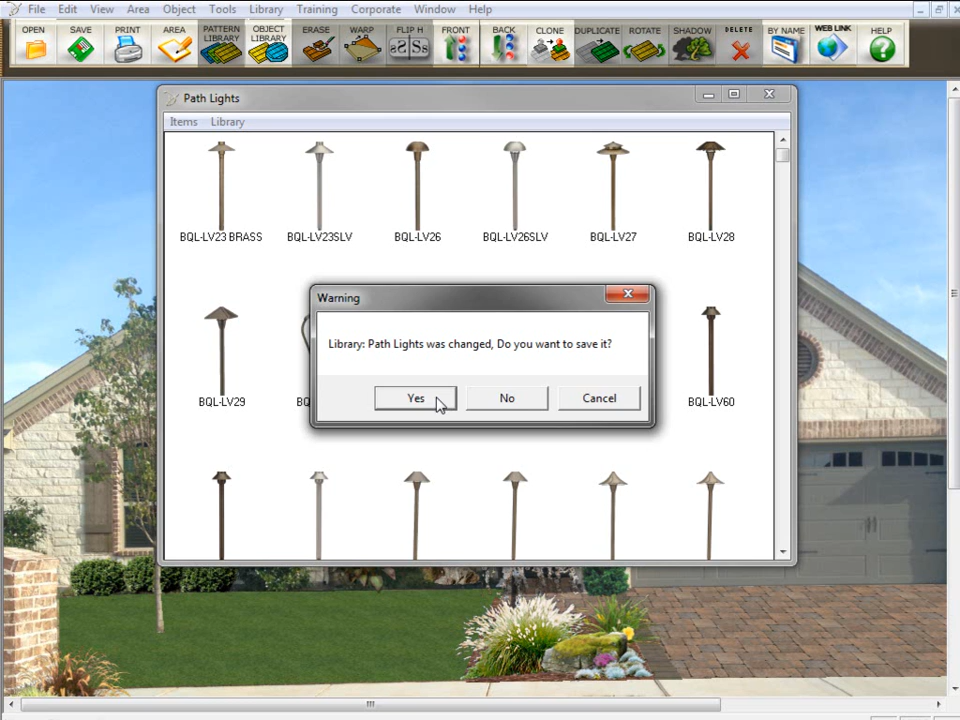 File Edit View Area Object Tools Library Training Corporate Window Help
OPEN SAVE PRINT AREA PATTERN LIBRARY OBJECT LIBRARY ERASE WARP FLIP H FRONT BACK CLONE DUPLICATE ROTATE SHADOW DELETE BY NAME WEB LINK HELP
Path Lights
Items Library
BQL-LV23 BRASS BQL-LV23SLV BQL-LV26 BQL-LV26SLV BQL-LV27 BQL-LV28
Warning
Library: Path Lights was changed, Do you want to save it?
Yes No Cancel
BQL-LV29 BQL-LV60